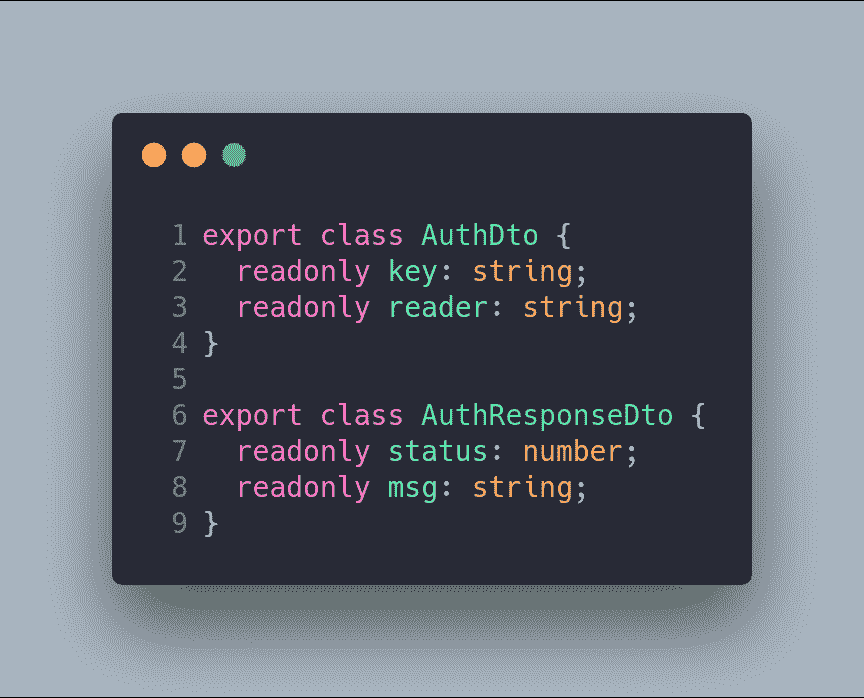 1 export class AuthDto {
2   readonly key: string;
3   readonly reader: string;
4 }
5
6 export class AuthResponseDto {
7   readonly status: number;
8   readonly msg: string;
9 }